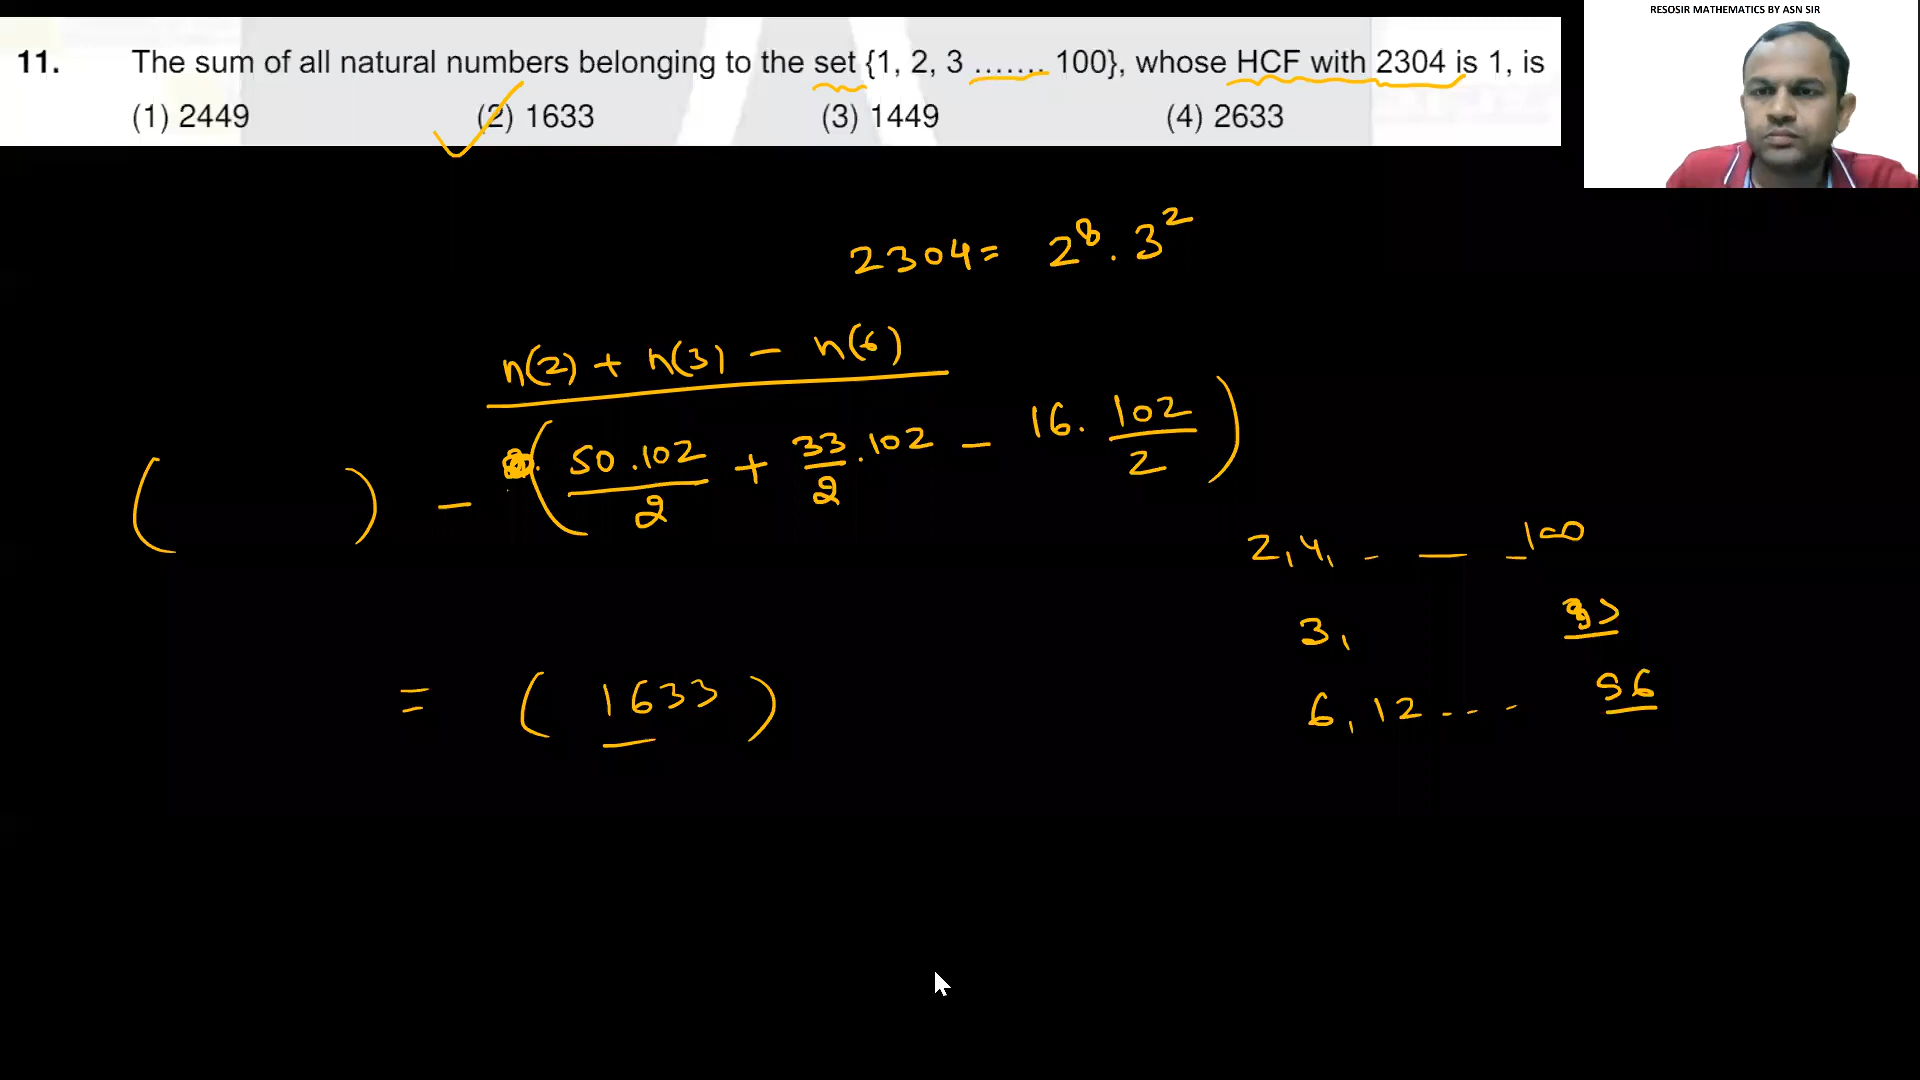 RESOSIR MATHEMATICS BY ASN SIR
11. The sum of all natural numbers belonging to the set {1, 2, 3 ....... 100}, whose HCF with 2304 is 1, is
(1) 2449 (2) 1633 (3) 1449 (4) 2633
2304 = 2^8 . 3^2
n(2) + n(3) - n(6)
( ) - ( 50.102/2 + 33/2 .102 - 16. 102/2 )
2, 4, - — - 100
3,
6, 12 - - - 96
= ( 1633 )